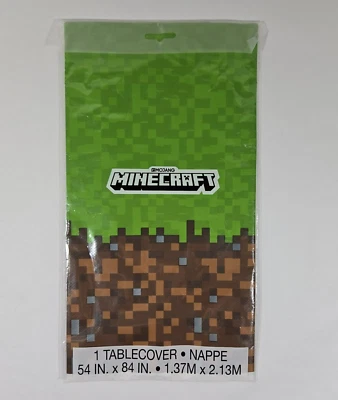 MOJANG
MINECRAFT
1 TABLECOVER • NAPPE
54 IN. x 84 IN. • 1.37M x 2.13M